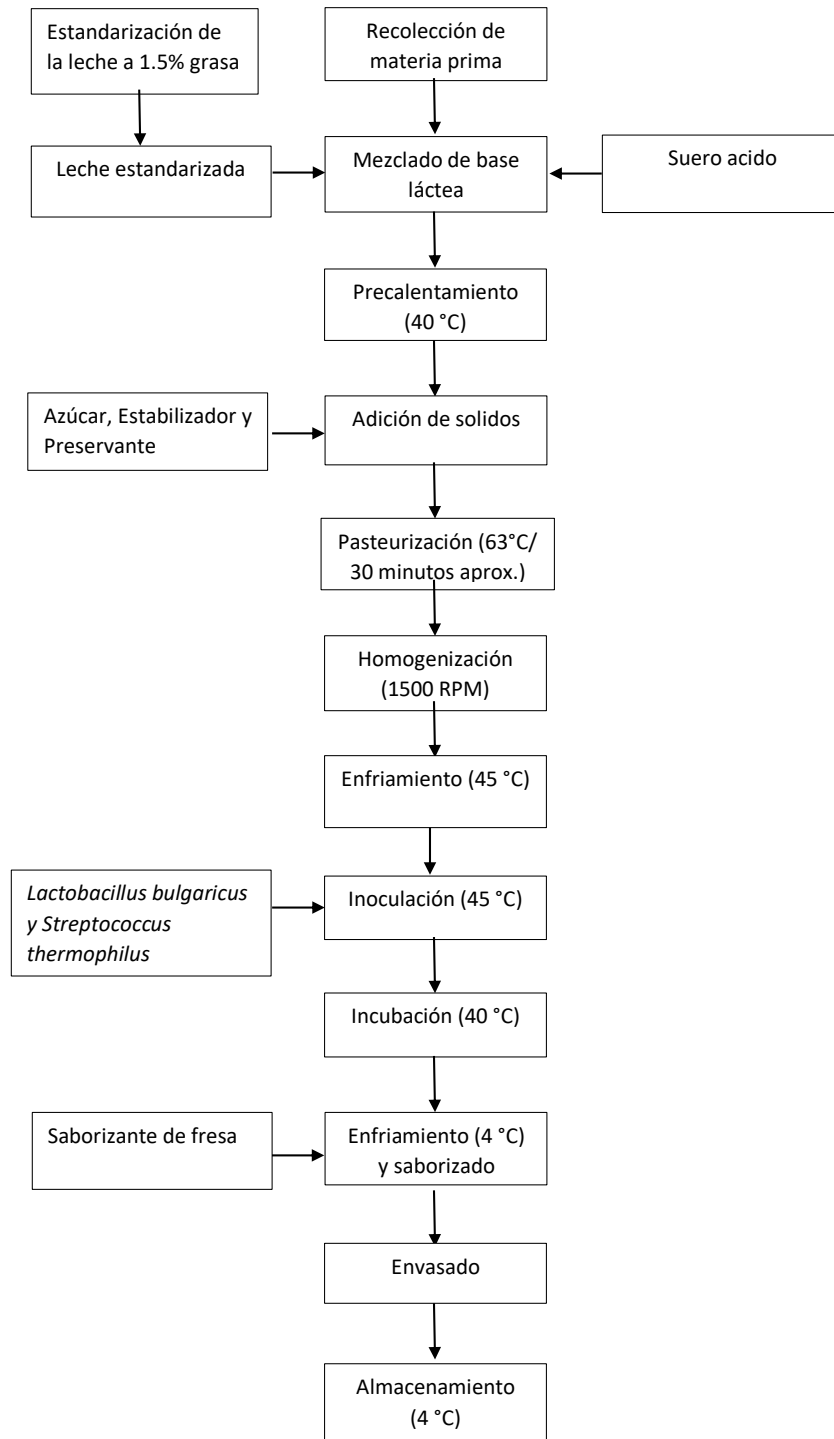 Estandarización de
la leche a 1.5% grasa
Recolección de
materia prima
Leche estandarizada
Mezclado de base
láctea
Suero acido
Precalentamiento
(40 °C)
Azúcar, Estabilizador y
Preservante
Adición de solidos
Pasteurización (63°C/
30 minutos aprox.)
Homogenización
(1500 RPM)
Enfriamiento (45 °C)
Lactobacillus bulgaricus
y Streptococcus
thermophilus
Inoculación (45 °C)
Incubación (40 °C)
Saborizante de fresa
Enfriamiento (4 °C)
y saborizado
Envasado
Almacenamiento
(4 °C)